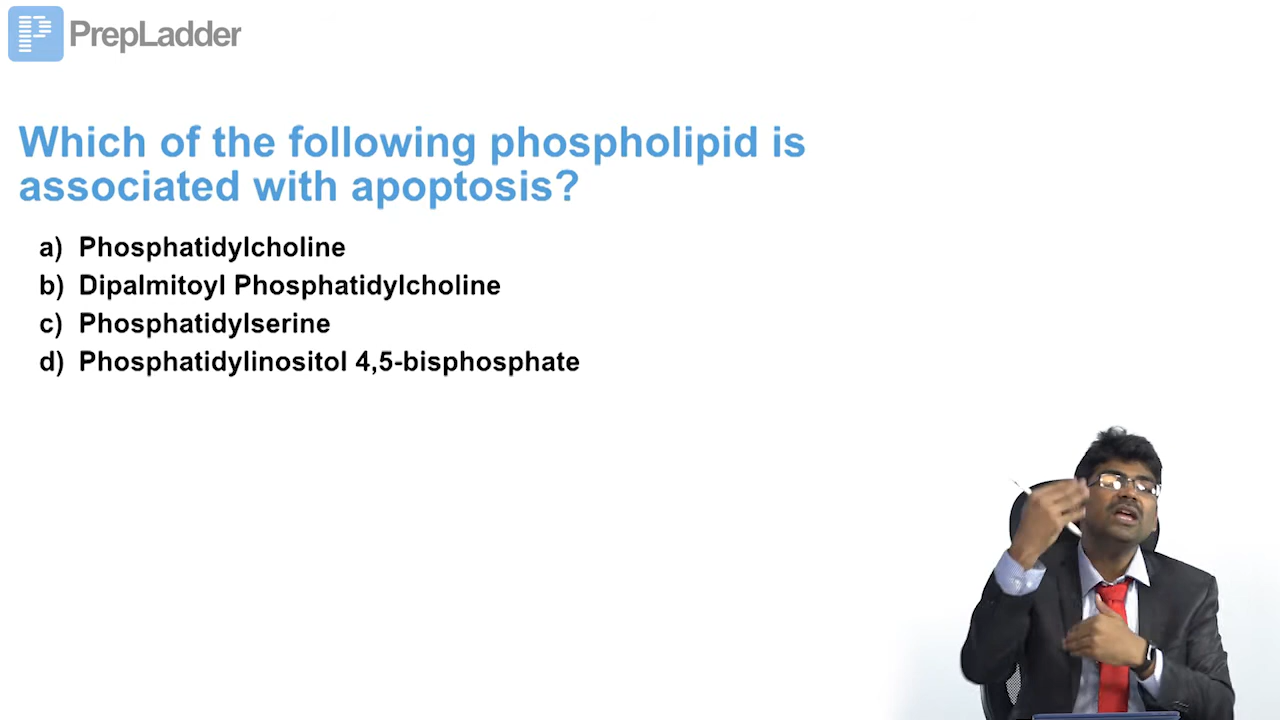 PrepLadder
Which of the following phospholipid is
associated with apoptosis?
a) Phosphatidylcholine
b) Dipalmitoyl Phosphatidylcholine
c) Phosphatidylserine
d) Phosphatidylinositol 4,5-bisphosphate